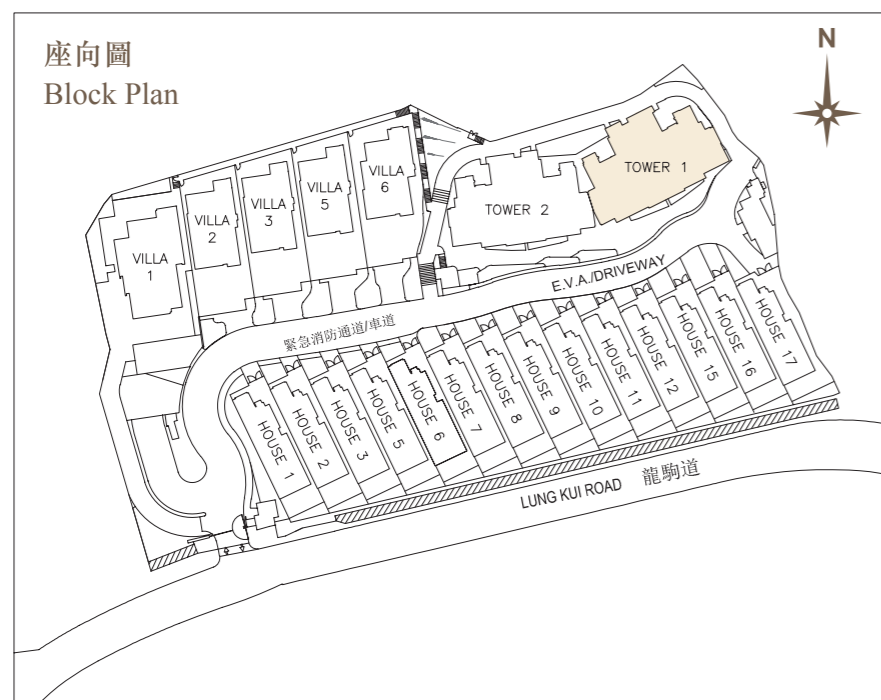 座向圖
Block Plan
N
VILLA
1
VILLA
2
VILLA
3
VILLA
5
VILLA
6
TOWER 2
TOWER 1
E.V.A./DRIVEWAY
緊急消防通道/車道
HOUSE 1
HOUSE 2
HOUSE 3
HOUSE 5
HOUSE 6
HOUSE 7
HOUSE 8
HOUSE 9
HOUSE 10
HOUSE 11
HOUSE 12
HOUSE 15
HOUSE 16
HOUSE 17
LUNG KUI ROAD 龍駒道